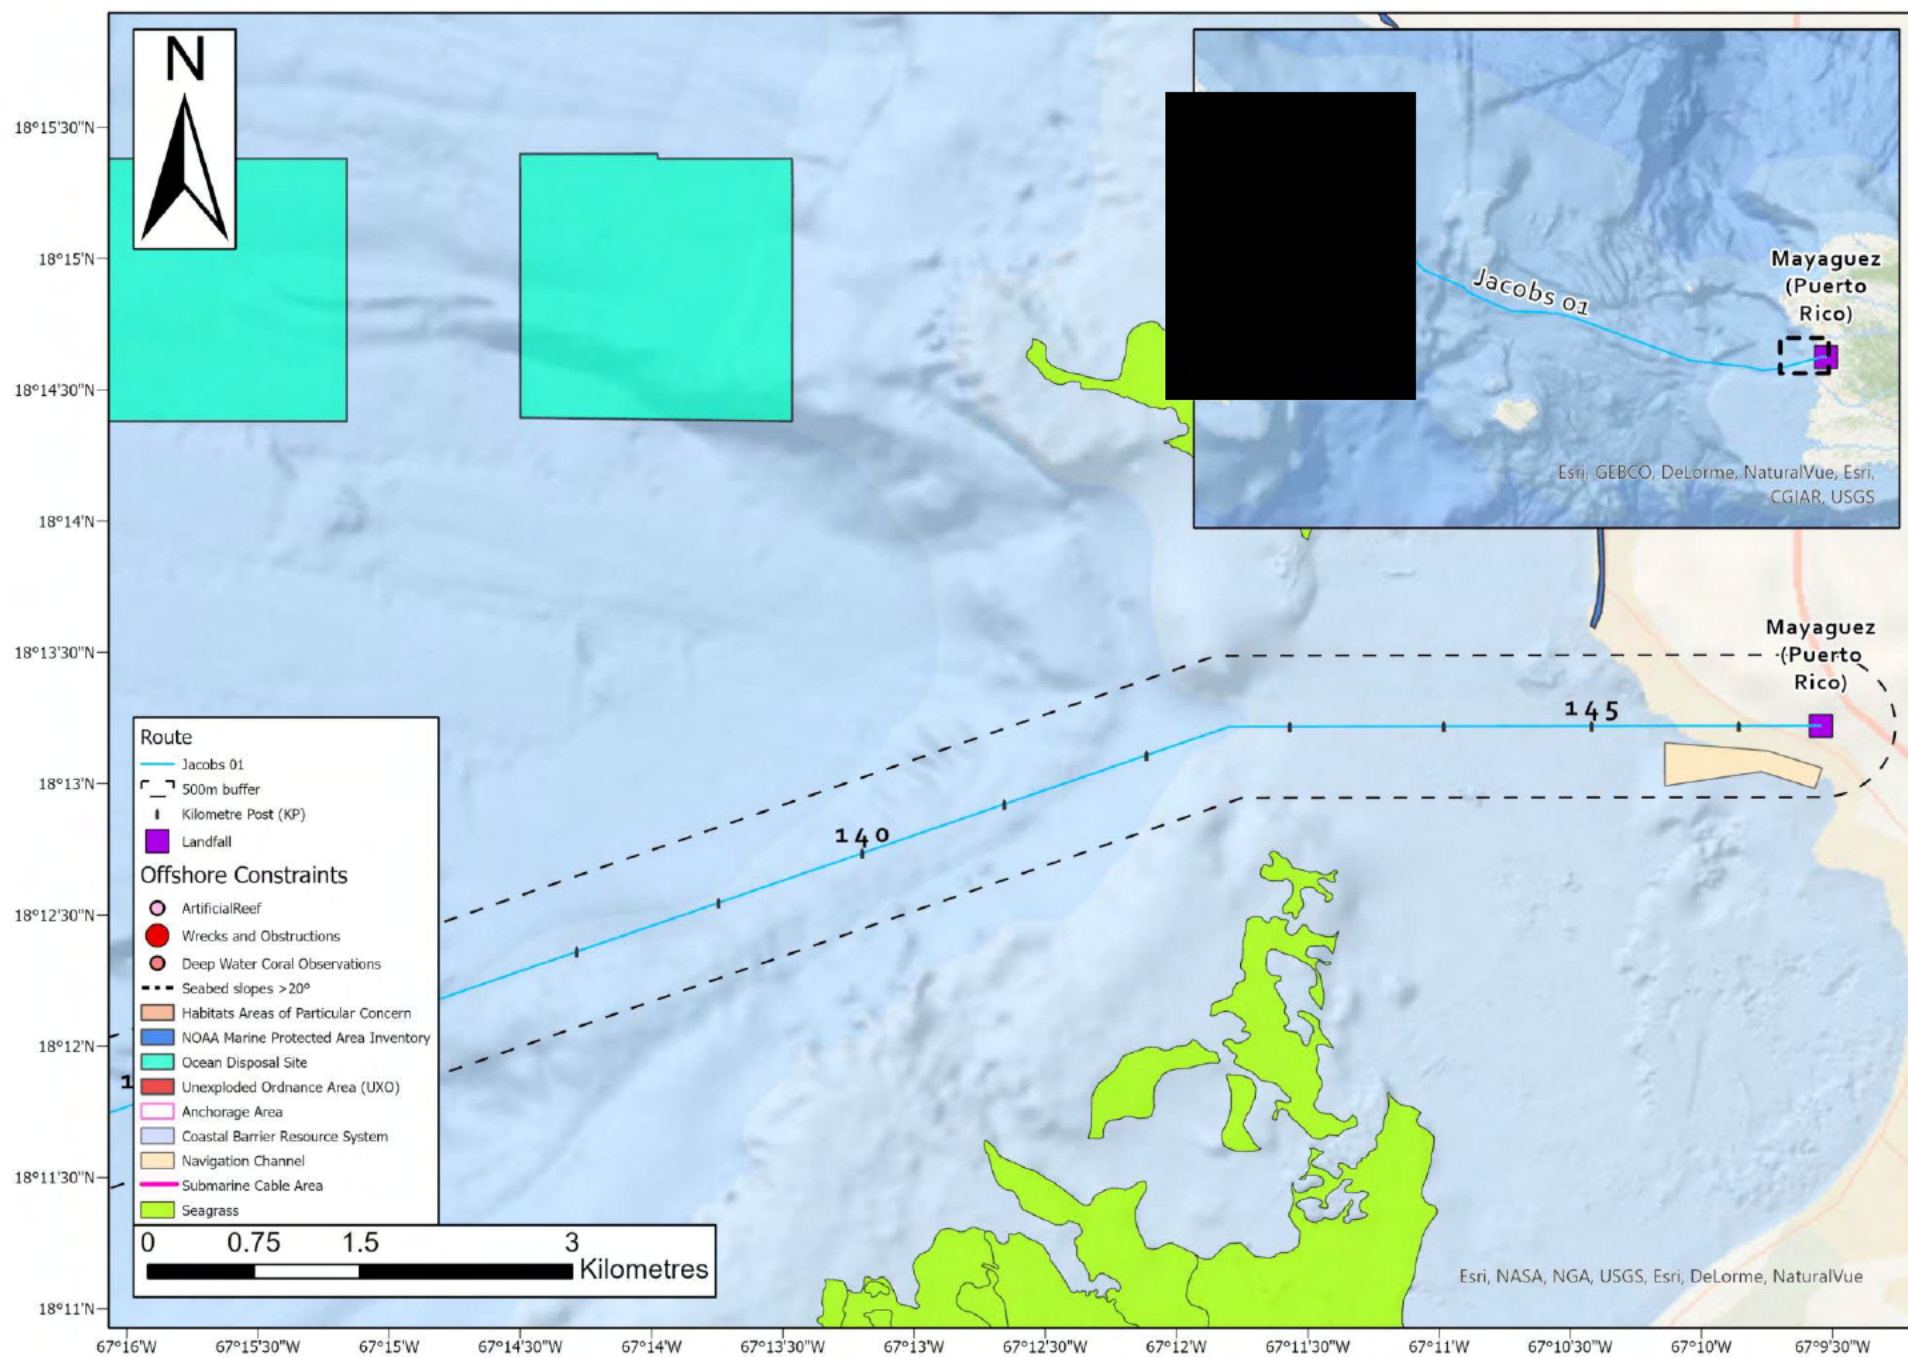 N
18°15'30"N
18°15'N
18°14'30"N
18°14'N
18°13'30"N
18°13'N
18°12'30"N
18°12'N
18°11'30"N
18°11'N
Jacobs 01
Mayaguez
(Puerto
Rico)
Esri, GEBCO, DeLorme, NaturalVue, Esri,
CGIAR, USGS
Mayaguez
(Puerto
Rico)
145
140
1
Route
Jacobs 01
500m buffer
Kilometre Post (KP)
Landfall
Offshore Constraints
ArtificialReef
Wrecks and Obstructions
Deep Water Coral Observations
Seabed slopes >20º
Habitats Areas of Particular Concern
NOAA Marine Protected Area Inventory
Ocean Disposal Site
Unexploded Ordnance Area (UXO)
Anchorage Area
Coastal Barrier Resource System
Navigation Channel
Submarine Cable Area
Seagrass
0 0.75 1.5 3
Kilometres
Esri, NASA, NGA, USGS, Esri, DeLorme, NaturalVue
67°16'W 67°15'30"W 67°15'W 67°14'30"W 67°14'W 67°13'30"W 67°13'W 67°12'30"W 67°12'W 67°11'30"W 67°11'W 67°10'30"W 67°10'W 67°9'30"W